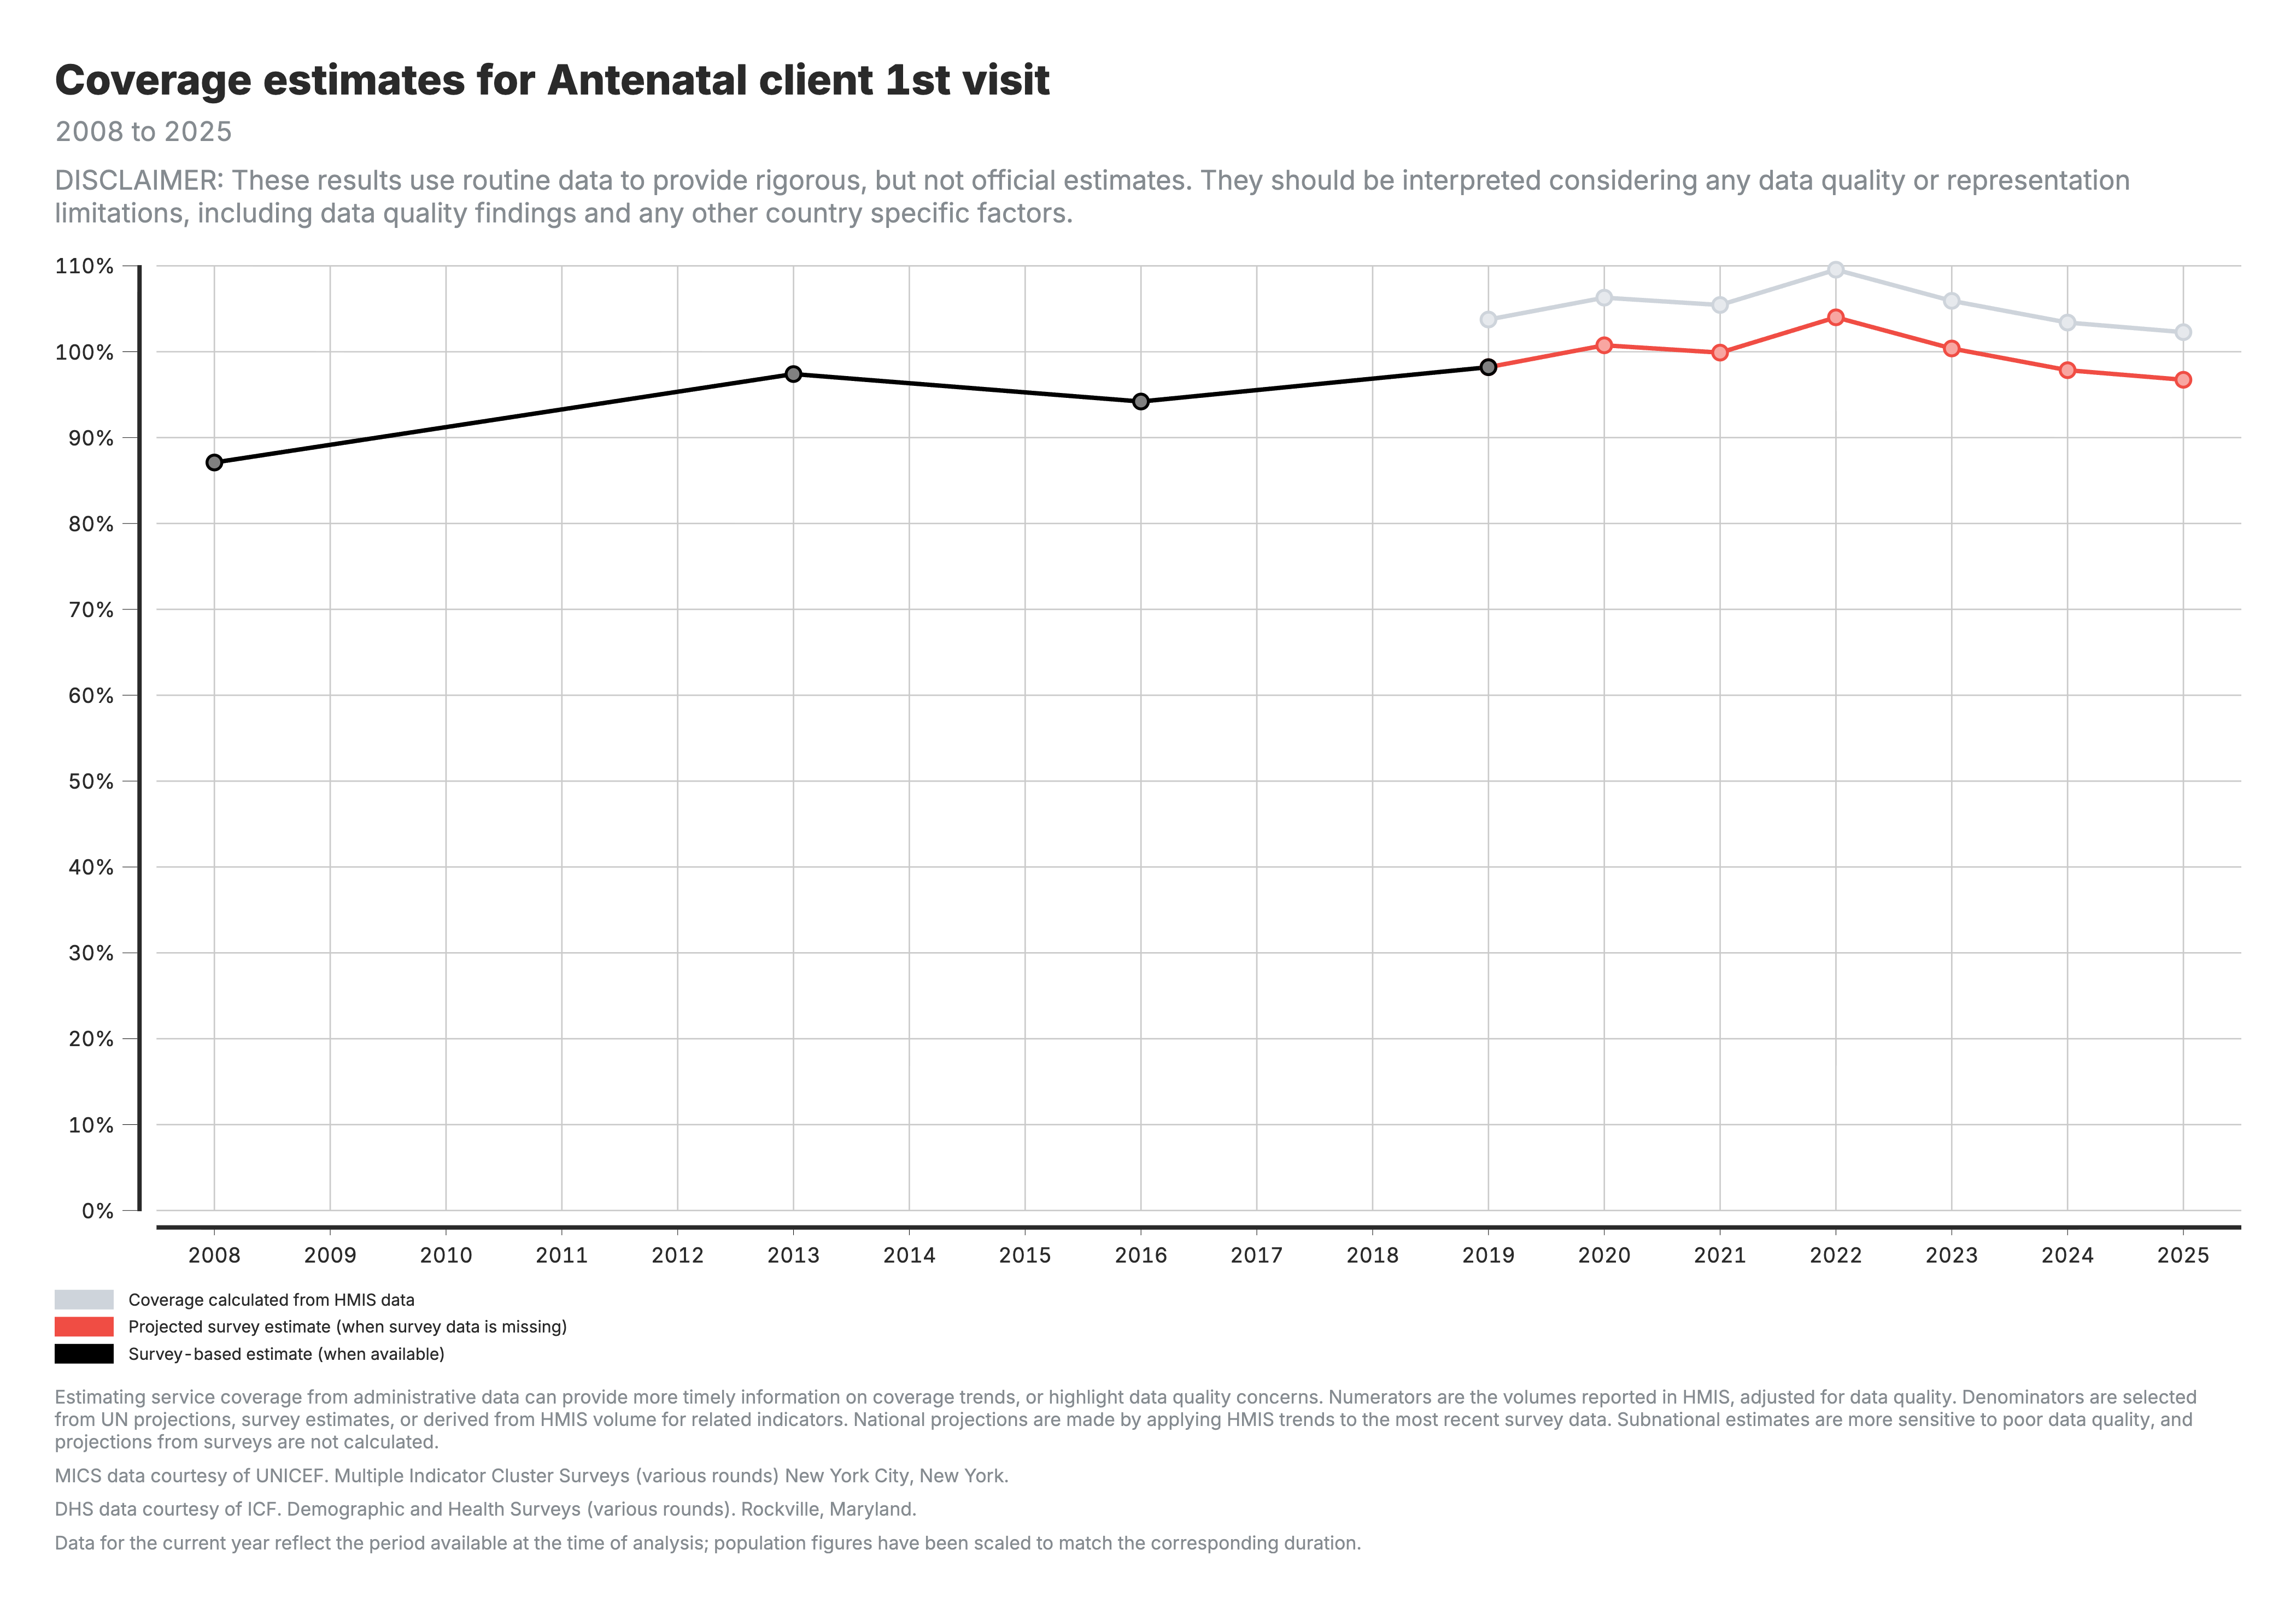 Coverage estimates for Antenatal client 1st visit
2008 to 2025
DISCLAIMER: These results use routine data to provide rigorous, but not official estimates. They should be interpreted considering any data quality or representation
limitations, including data quality findings and any other country specific factors.
110%
100%
90%
80%
70%
60%
50%
40%
30%
20%
10%
0%
2008 2009 2010 2011 2012 2013 2014 2015 2016 2017 2018 2019 2020 2021 2022 2023 2024 2025
Coverage calculated from HMIS data
Projected survey estimate (when survey data is missing)
Survey-based estimate (when available)
Estimating service coverage from administrative data can provide more timely information on coverage trends, or highlight data quality concerns. Numerators are the volumes reported in HMIS, adjusted for data quality. Denominators are selected
from UN projections, survey estimates, or derived from HMIS volume for related indicators. National projections are made by applying HMIS trends to the most recent survey data. Subnational estimates are more sensitive to poor data quality, and
projections from surveys are not calculated.
MICS data courtesy of UNICEF. Multiple Indicator Cluster Surveys (various rounds) New York City, New York.
DHS data courtesy of ICF. Demographic and Health Surveys (various rounds). Rockville, Maryland.
Data for the current year reflect the period available at the time of analysis; population figures have been scaled to match the corresponding duration.